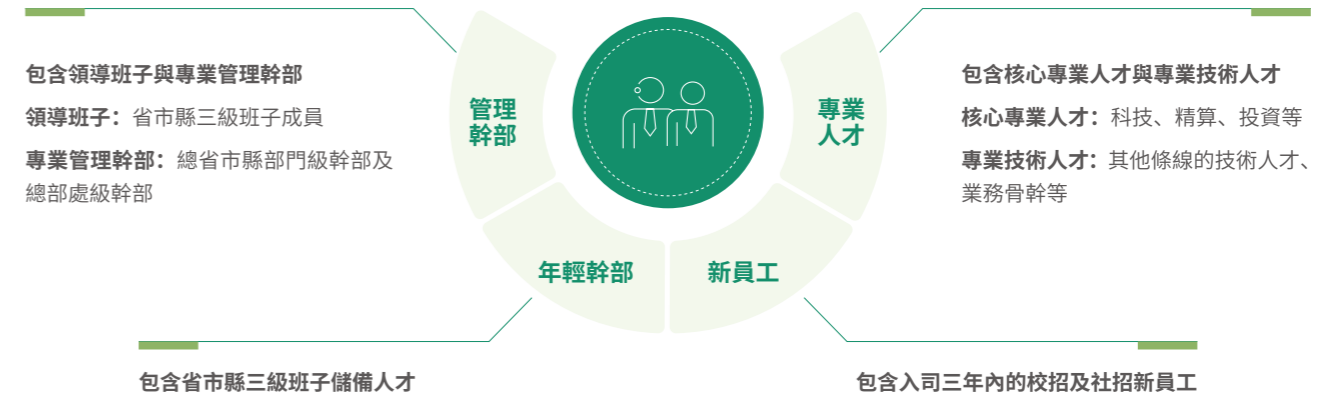 包含領導班子與專業管理幹部
領導班子：省市縣三級班子成員
專業管理幹部：總省市縣部門級幹部及
總部處級幹部
管理
幹部
專業
人才
包含核心專業人才與專業技術人才
核心專業人才：科技、精算、投資等
專業技術人才：其他條線的技術人才、
業務骨幹等
年輕幹部
新員工
包含省市縣三級班子儲備人才
包含入司三年內的校招及社招新員工